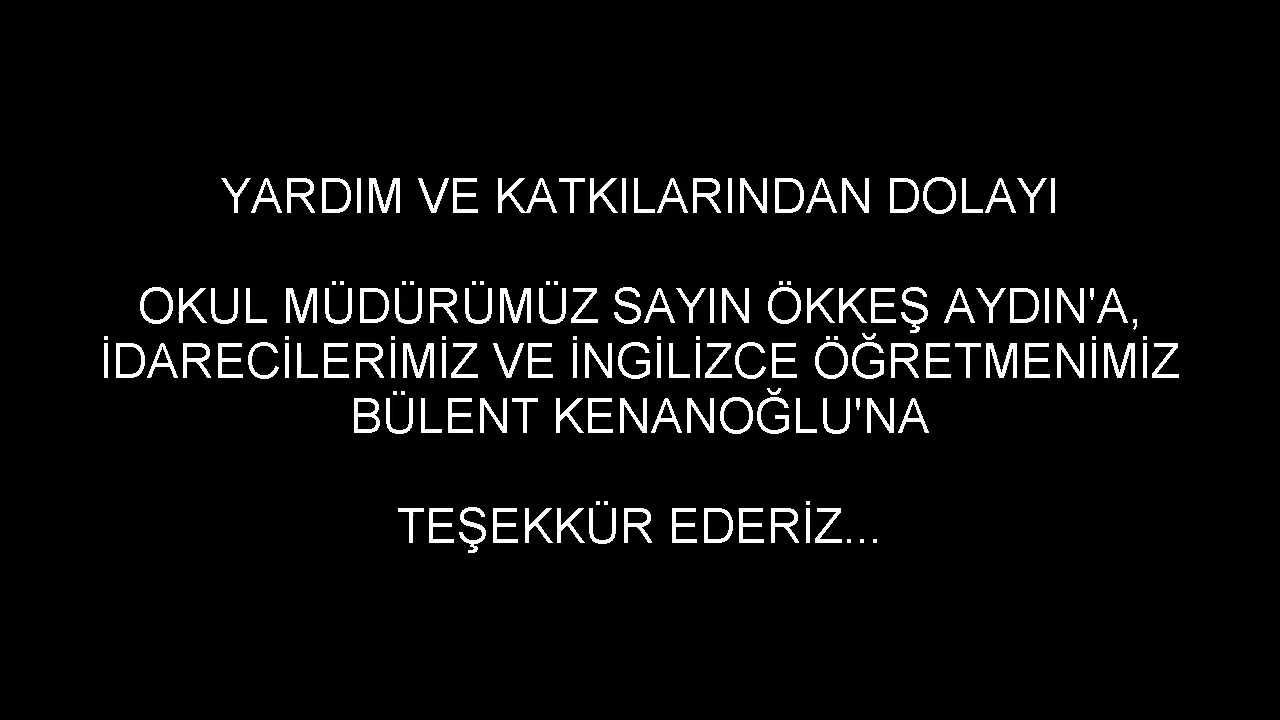 YARDIM VE KATKILARINDAN DOLAYI
OKUL MÜDÜRÜMÜZ SAYIN ÖKKEŞ AYDIN'A,
İDARECİLERİMİZ VE İNGİLİZCE ÖĞRETMENİMİZ
BÜLENT KENANOĞLU'NA
TEŞEKKÜR EDERİZ...